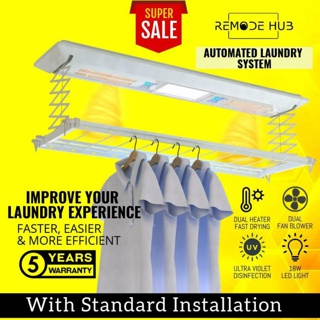 SUPER
SALE
REMODE HUB
AUTOMATED LAUNDRY
SYSTEM
IMPROVE YOUR
LAUNDRY EXPERIENCE
FASTER, EASIER
& MORE EFFICIENT
5 YEARS
WARRANTY
DUAL HEATER
FAST DRYING
DUAL
FAN BLOWER
UV
ULTRA VIOLET
DISINFECTION
18W
LED LIGHT
With Standard Installation